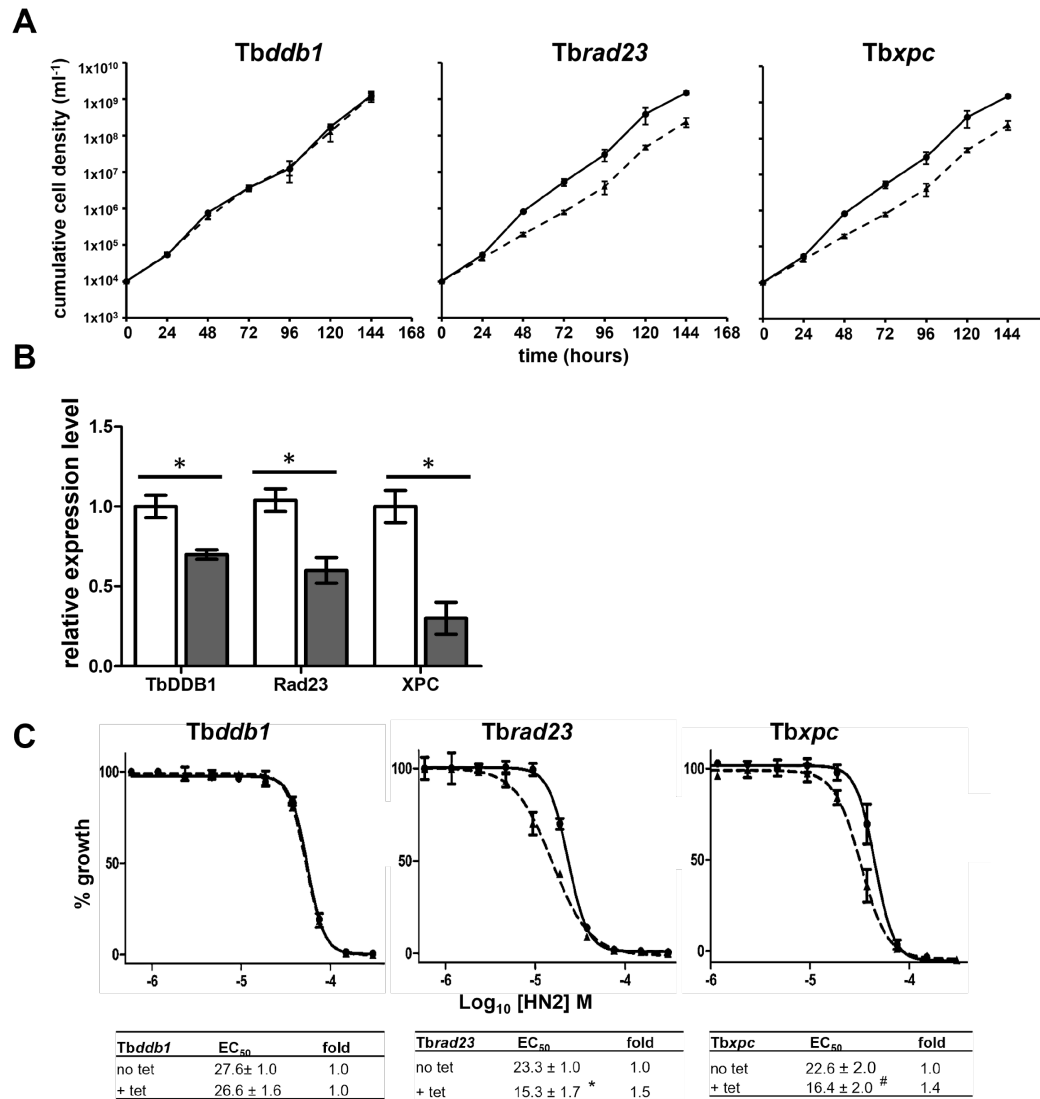 A
Tbddb1 Tbrad23 Tbxpc
cumulative cell density (ml-1)
1x10^10
1x10^9
1x10^8
1x10^7
1x10^6
1x10^5
1x10^4
1x10^3
0 24 48 72 96 120 144 168 0 24 48 72 96 120 144 168 0 24 48 72 96 120 144
time (hours)
B
relative expression level
1.5
1.0
0.5
0.0
* * *
TbDDB1 Rad23 XPC
C
Tbddb1 Tbrad23 Tbxpc
% growth
100 100 100
50 50 50
0 0 0
-6 -5 -4 -6 -5 -4 -6 -5 -4
Log10 [HN2] M
Tbddb1 EC50 fold
no tet 27.6± 1.0 1.0
+ tet 26.6 ± 1.6 1.0
Tbrad23 EC50 fold
no tet 23.3 ± 1.0 1.0
+ tet 15.3 ± 1.7 * 1.5
Tbxpc EC50 fold
no tet 22.6 ± 2.0 1.0
+ tet 16.4 ± 2.0 # 1.4